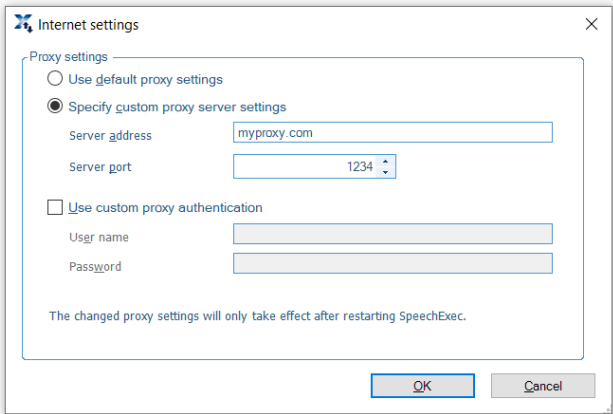 Internet settings
Proxy settings
Use default proxy settings
Specify custom proxy server settings
Server address myproxy.com
Server port 1234
Use custom proxy authentication
User name
Password
The changed proxy settings will only take effect after restarting SpeechExec.
OK Cancel